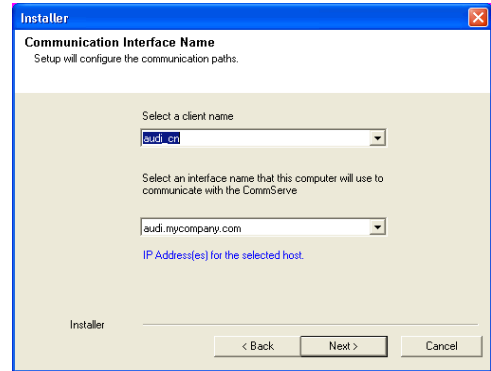 Installer
Communication Interface Name
Setup will configure the communication paths.
Select a client name
audi_cn
Select an interface name that this computer will use to
communicate with the CommServe
audi.mycompany.com
IP Address(es) for the selected host.
Installer
< Back
Next >
Cancel